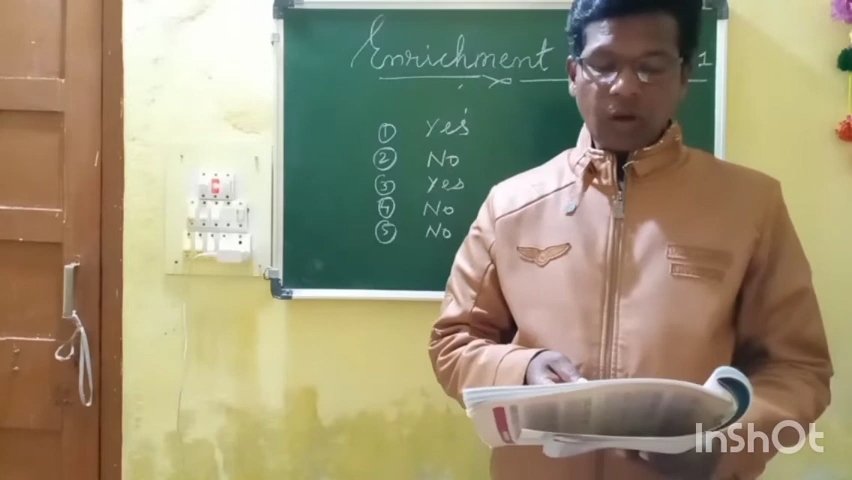 Enrichment 1
① Yes
② No
③ Yes
④ No
⑤ No
InShOt